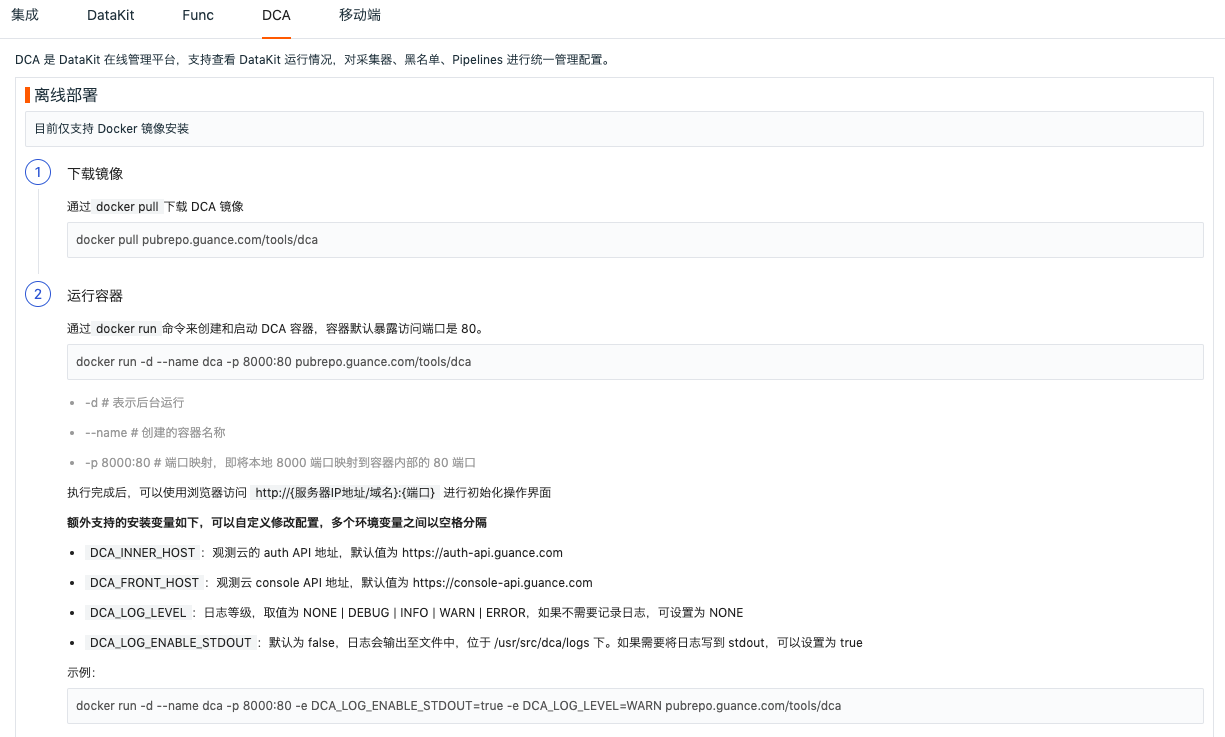 集成 DataKit Func DCA 移动端
DCA 是 DataKit 在线管理平台，支持查看 DataKit 运行情况，对采集器、黑名单、Pipelines 进行统一管理配置。
离线部署
目前仅支持 Docker 镜像安装
1 下载镜像
通过 docker pull 下载 DCA 镜像
docker pull pubrepo.guance.com/tools/dca
2 运行容器
通过 docker run 命令来创建和启动 DCA 容器，容器默认暴露访问端口是 80。
docker run -d --name dca -p 8000:80 pubrepo.guance.com/tools/dca
• -d # 表示后台运行
• --name # 创建的容器名称
• -p 8000:80 # 端口映射，即将本地 8000 端口映射到容器内部的 80 端口
执行完成后，可以使用浏览器访问 http://{服务器IP地址/域名}:{端口} 进行初始化操作界面
额外支持的安装变量如下，可以自定义修改配置，多个环境变量之间以空格分隔
• DCA_INNER_HOST ：观测云的 auth API 地址，默认值为 https://auth-api.guance.com
• DCA_FRONT_HOST ：观测云 console API 地址，默认值为 https://console-api.guance.com
• DCA_LOG_LEVEL ：日志等级，取值为 NONE | DEBUG | INFO | WARN | ERROR，如果不需要记录日志，可设置为 NONE
• DCA_LOG_ENABLE_STDOUT ：默认为 false，日志会输出至文件中，位于 /usr/src/dca/logs 下。如果需要将日志写到 stdout，可以设置为 true
示例：
docker run -d --name dca -p 8000:80 -e DCA_LOG_ENABLE_STDOUT=true -e DCA_LOG_LEVEL=WARN pubrepo.guance.com/tools/dca